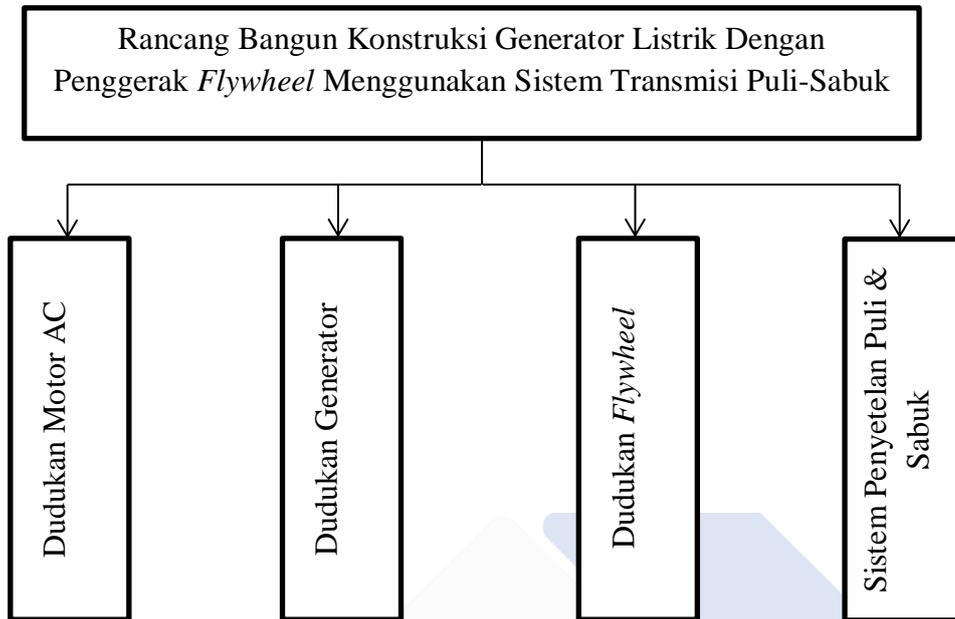 Rancang Bangun Konstruksi Generator Listrik Dengan
Penggerak Flywheel Menggunakan Sistem Transmisi Puli-Sabuk
Dudukan Motor AC
Dudukan Generator
Dudukan Flywheel
Sistem Penyetelan Puli &
Sabuk